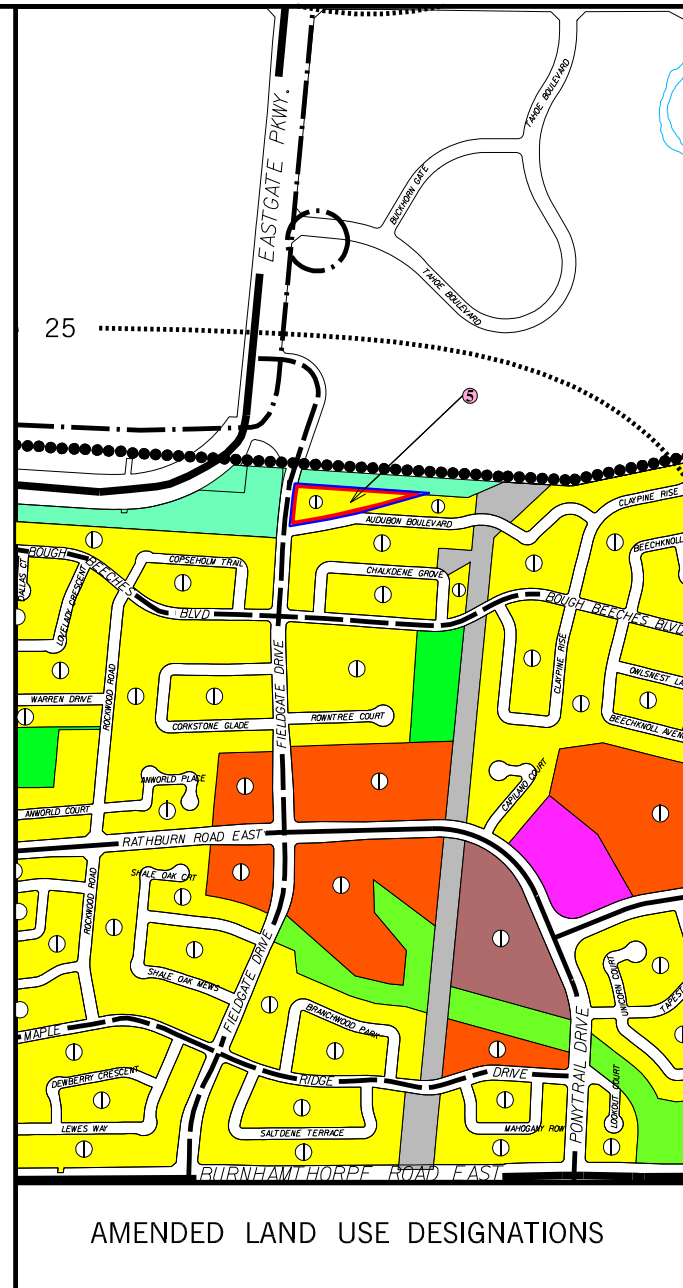 EASTGATE PKWY.
TAHOE BOULEVARD
BUCKHORN GATE
TAHOE BOULEVARD
25
5
CLAYPINE RISE
AUDUBON BOULEVARD
COPSEHOLM TRAIL
CHALKDENE GROVE
BEECHKNOLL
DALLAS CT
LOVELADE CRESCENT
ROUGH BEECHES BLVD
ROUGH BEECHES BLVD
CLAYPINE RISE
OWLSNEST LA
WARREN DRIVE
ROCKWOOD ROAD
FIELDGATE DRIVE
CORKSTONE GLADE
ROWNTREE COURT
BEECHKNOLL AVEN
ANWORLD PLACE
CAPILANO COURT
ANWORLD COURT
RATHBURN ROAD EAST
SHALE OAK CRT
ROCKWOOD ROAD
SHALE OAK MEWS
FIELDGATE DRIVE
UNICORN COURT
TAPEST
BRANCHWOOD PARK
MAPLE RIDGE DRIVE
PONYTRAIL DRIVE
DEWBERRY CRESCENT
LOOKOUT COURT
LEWES WAY
SALTDENE TERRACE
MAHOGANY ROW
BURNHAMTHORPE ROAD EAST
AMENDED LAND USE DESIGNATIONS